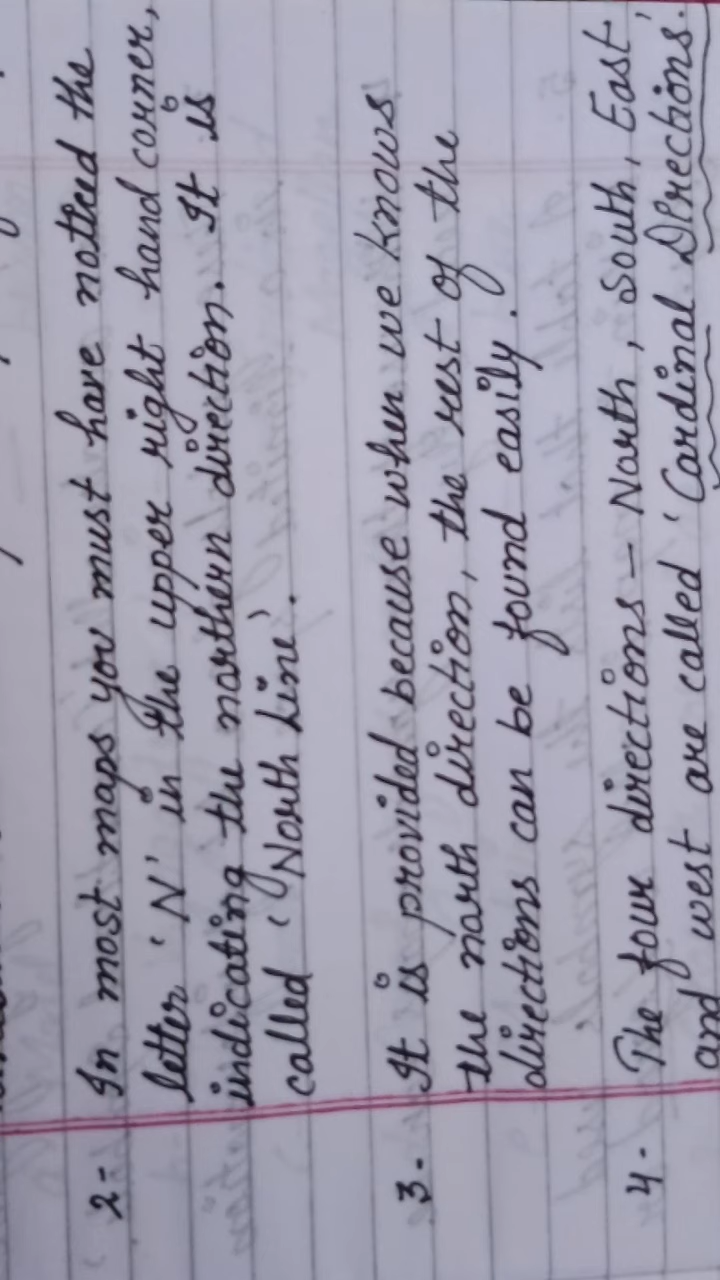 2- In most maps you must have noticed the
letter 'N' in the upper right hand corner,
indicating the northern direction. It is
called 'North Line'.
3. It is provided because when we knows
the north direction, the rest of the
directions can be found easily.
4- The four directions – North, South, East,
and west are called 'Cardinal Directions.'